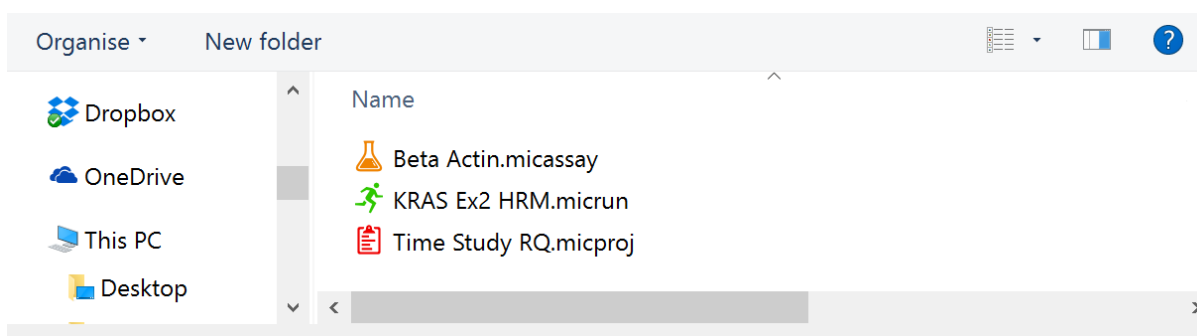 Organise New folder ?
Dropbox
OneDrive
This PC
Desktop
Name
Beta Actin.micassay
KRAS Ex2 HRM.micrun
Time Study RQ.micproj